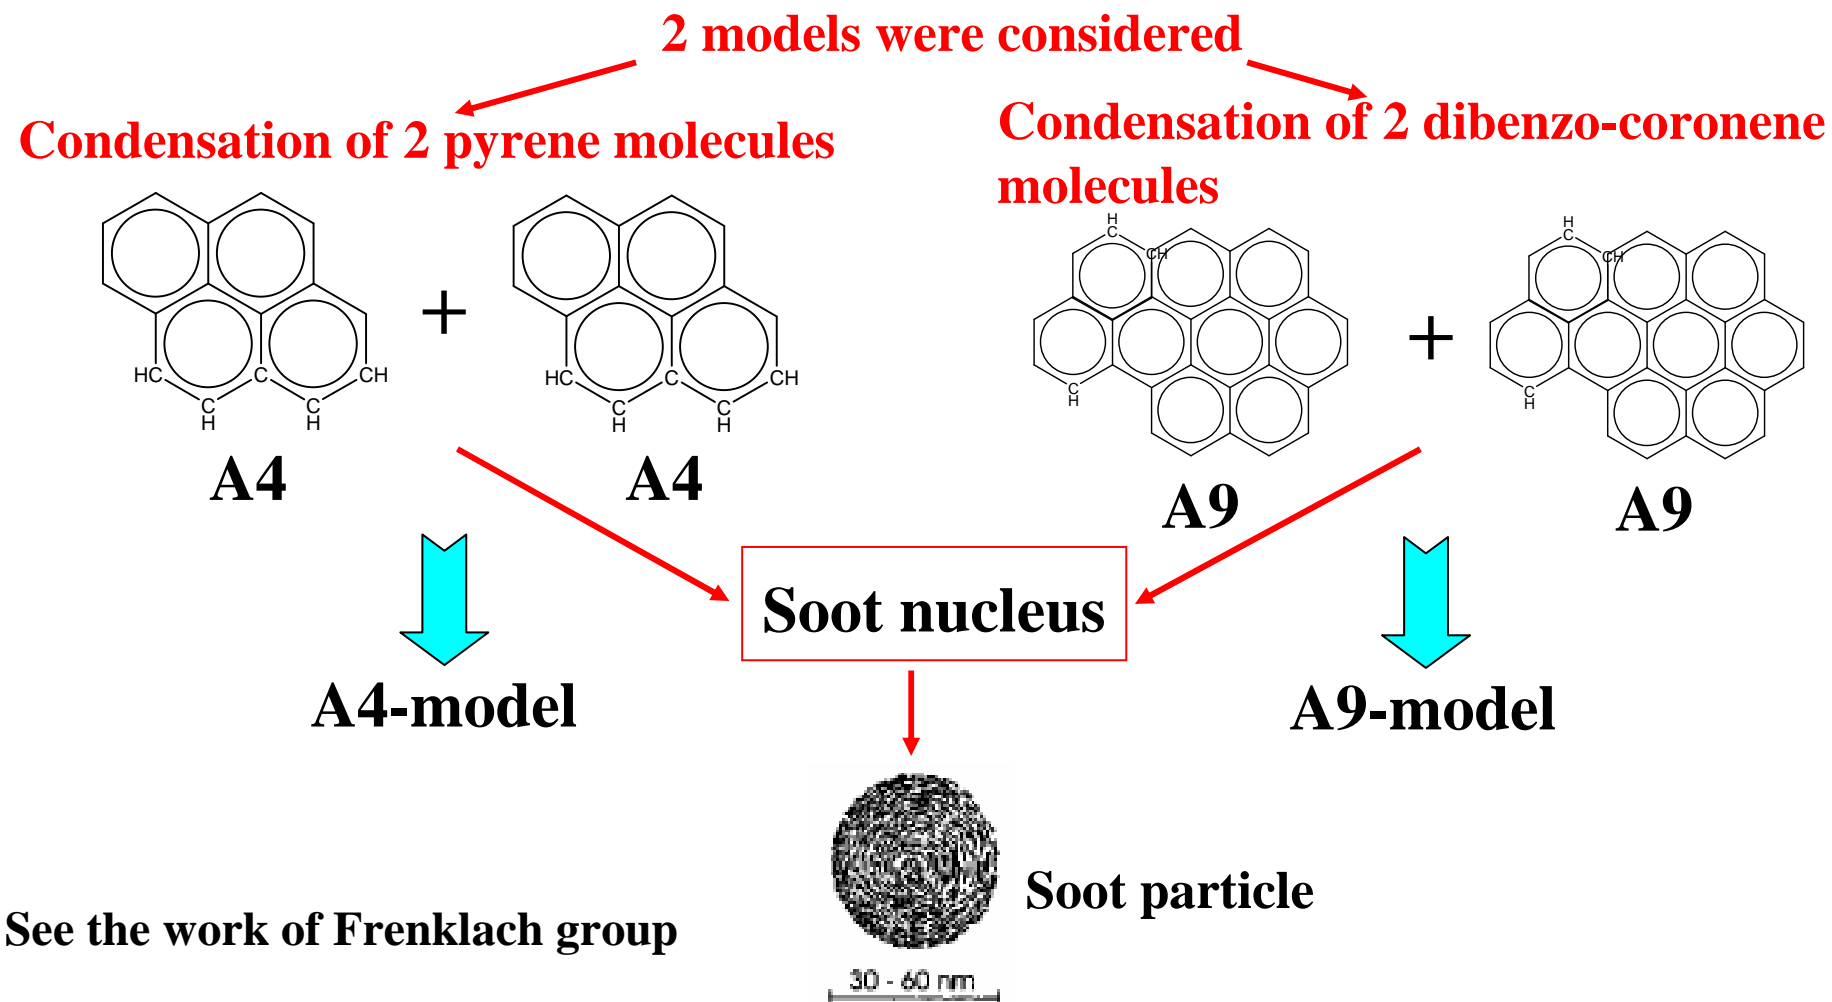 2 models were considered
Condensation of 2 pyrene molecules
Condensation of 2 dibenzo-coronene
molecules
HC
C
H
C
C
H
CH
A4
+
HC
C
H
C
C
H
CH
A4
H
C
CH
C
H
A9
+
H
C
CH
C
H
A9
Soot nucleus
A4-model
A9-model
Soot particle
See the work of Frenklach group
30 - 60 nm